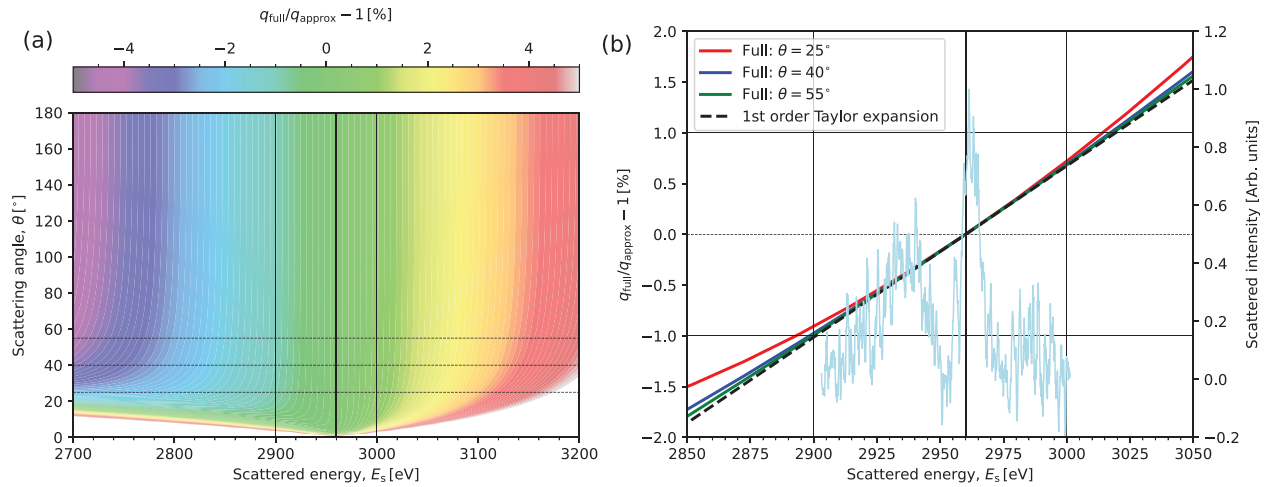 (a)
q_full/q_approx − 1 [%]
−4 −2 0 2 4
Scattering angle, θ [°]
180
160
140
120
100
80
60
40
20
0
2700 2800 2900 3000 3100 3200
Scattered energy, E_s [eV]
(b)
Full: θ = 25°
Full: θ = 40°
Full: θ = 55°
1st order Taylor expansion
q_full/q_approx − 1 [%]
2.0
1.5
1.0
0.5
0.0
−0.5
−1.0
−1.5
−2.0
2850 2875 2900 2925 2950 2975 3000 3025 3050
Scattered energy, E_s [eV]
1.2
1.0
0.8
0.6
0.4
0.2
0.0
−0.2
Scattered intensity [Arb. units]